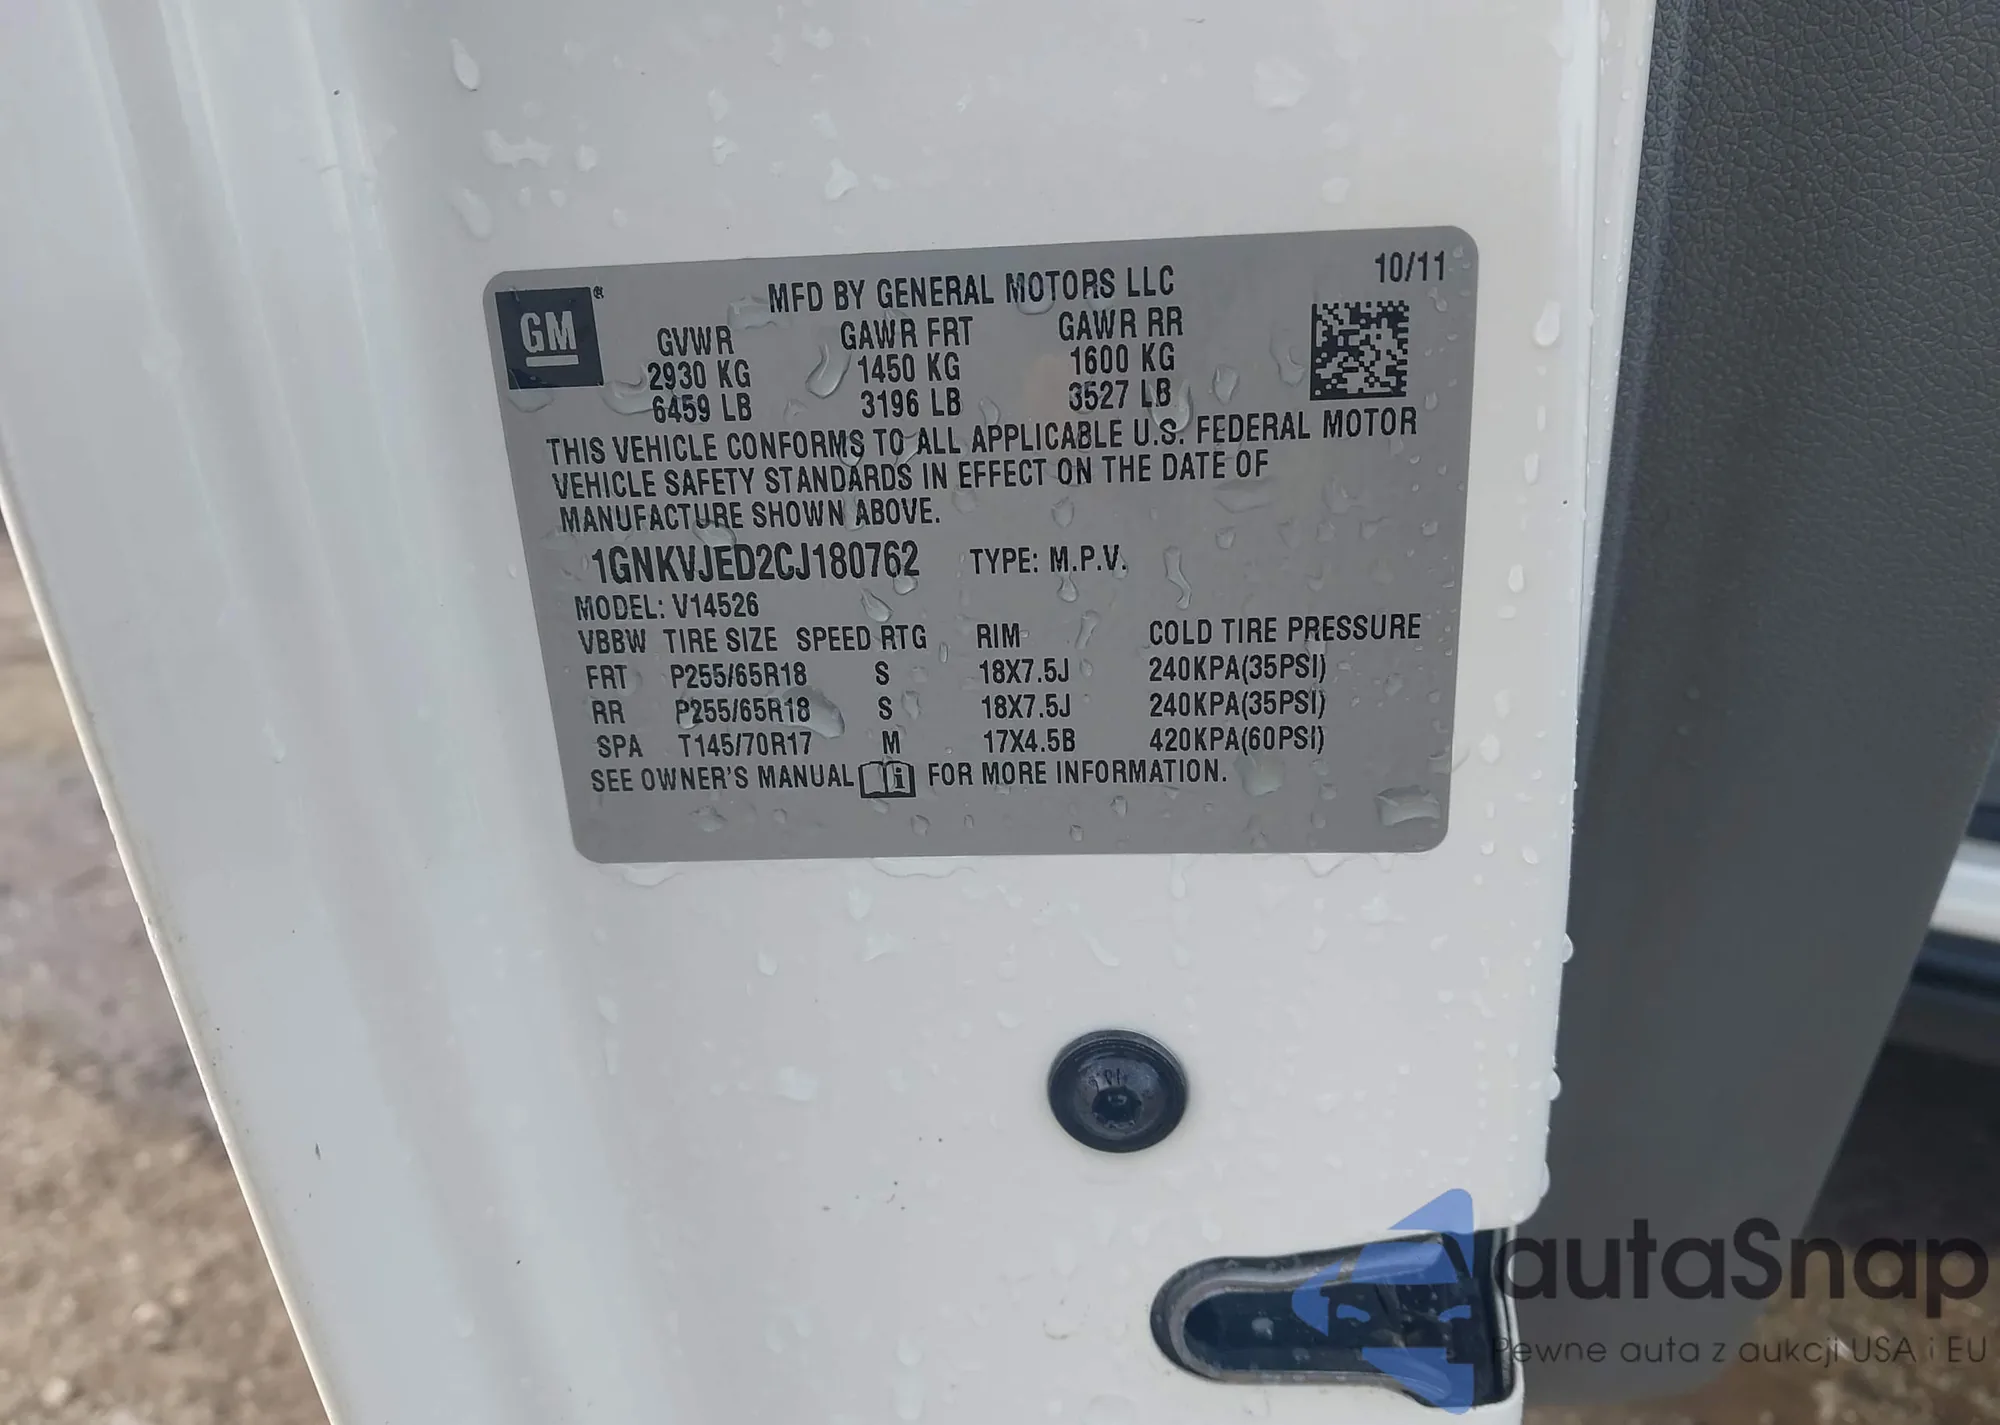 GM ®
MFD BY GENERAL MOTORS LLC 10/11
GVWR GAWR FRT GAWR RR
2930 KG 1450 KG 1600 KG
6459 LB 3196 LB 3527 LB
THIS VEHICLE CONFORMS TO ALL APPLICABLE U.S. FEDERAL MOTOR
VEHICLE SAFETY STANDARDS IN EFFECT ON THE DATE OF
MANUFACTURE SHOWN ABOVE.
1GNKVJED2CJ180762 TYPE: M.P.V.
MODEL: V14526
VBBW TIRE SIZE SPEED RTG RIM COLD TIRE PRESSURE
FRT P255/65R18 S 18X7.5J 240KPA(35PSI)
RR P255/65R18 S 18X7.5J 240KPA(35PSI)
SPA T145/70R17 M 17X4.5B 420KPA(60PSI)
SEE OWNER'S MANUAL i FOR MORE INFORMATION.
autaSnap
Pewne auta z aukcji USA i EU